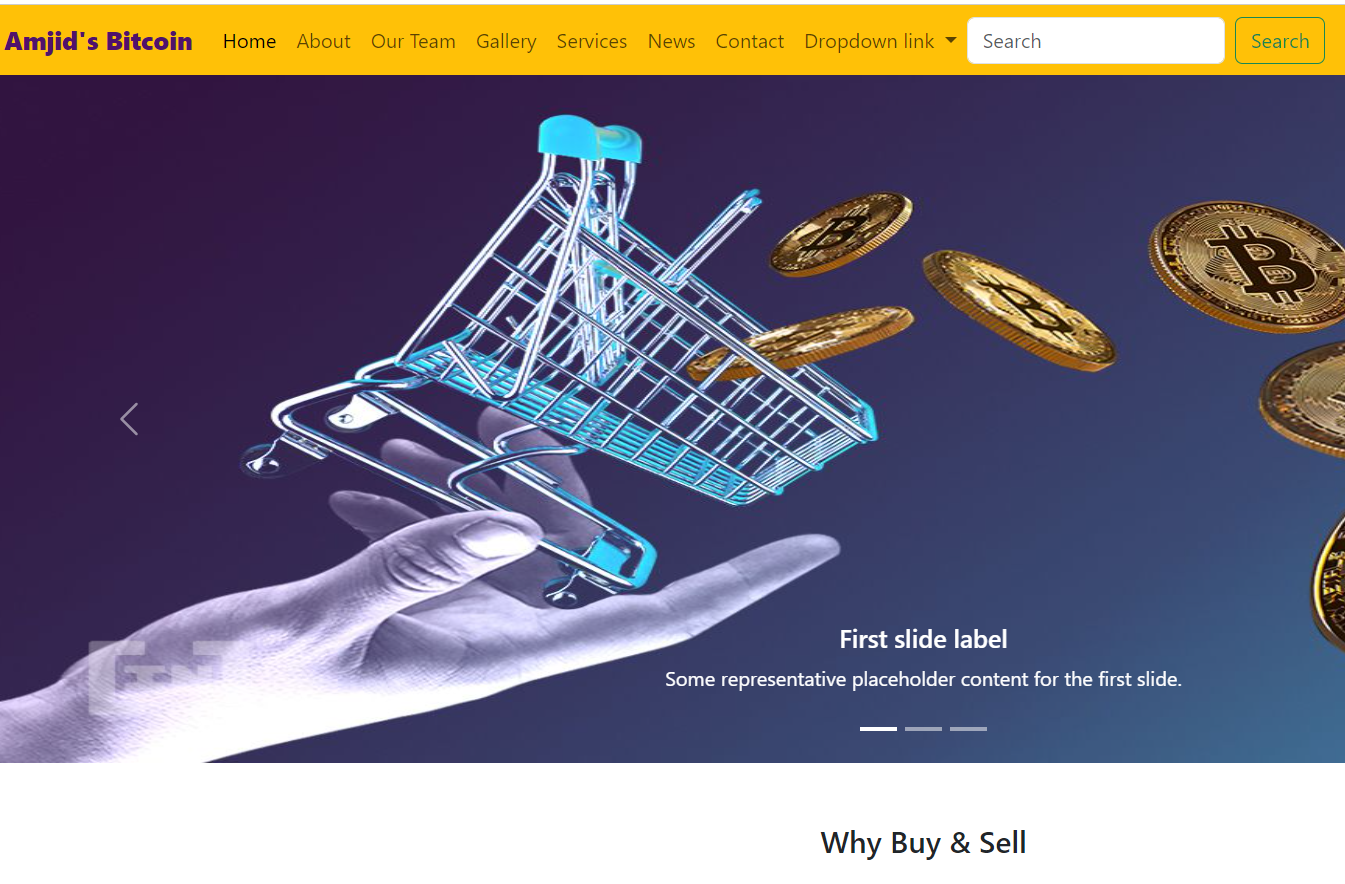 Amjid's Bitcoin Home About Our Team Gallery Services News Contact Dropdown link Search Search
First slide label
Some representative placeholder content for the first slide.
Why Buy & Sell